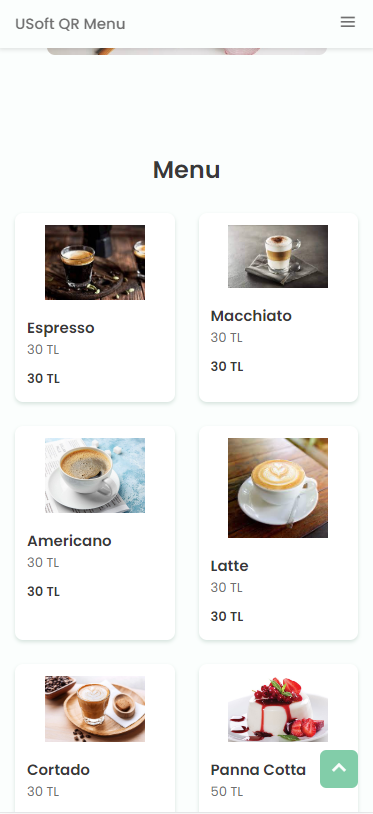 USoft QR Menu
Menu
Espresso
30 TL
30 TL
Macchiato
30 TL
30 TL
Americano
30 TL
30 TL
Latte
30 TL
30 TL
Cortado
30 TL
Panna Cotta
50 TL